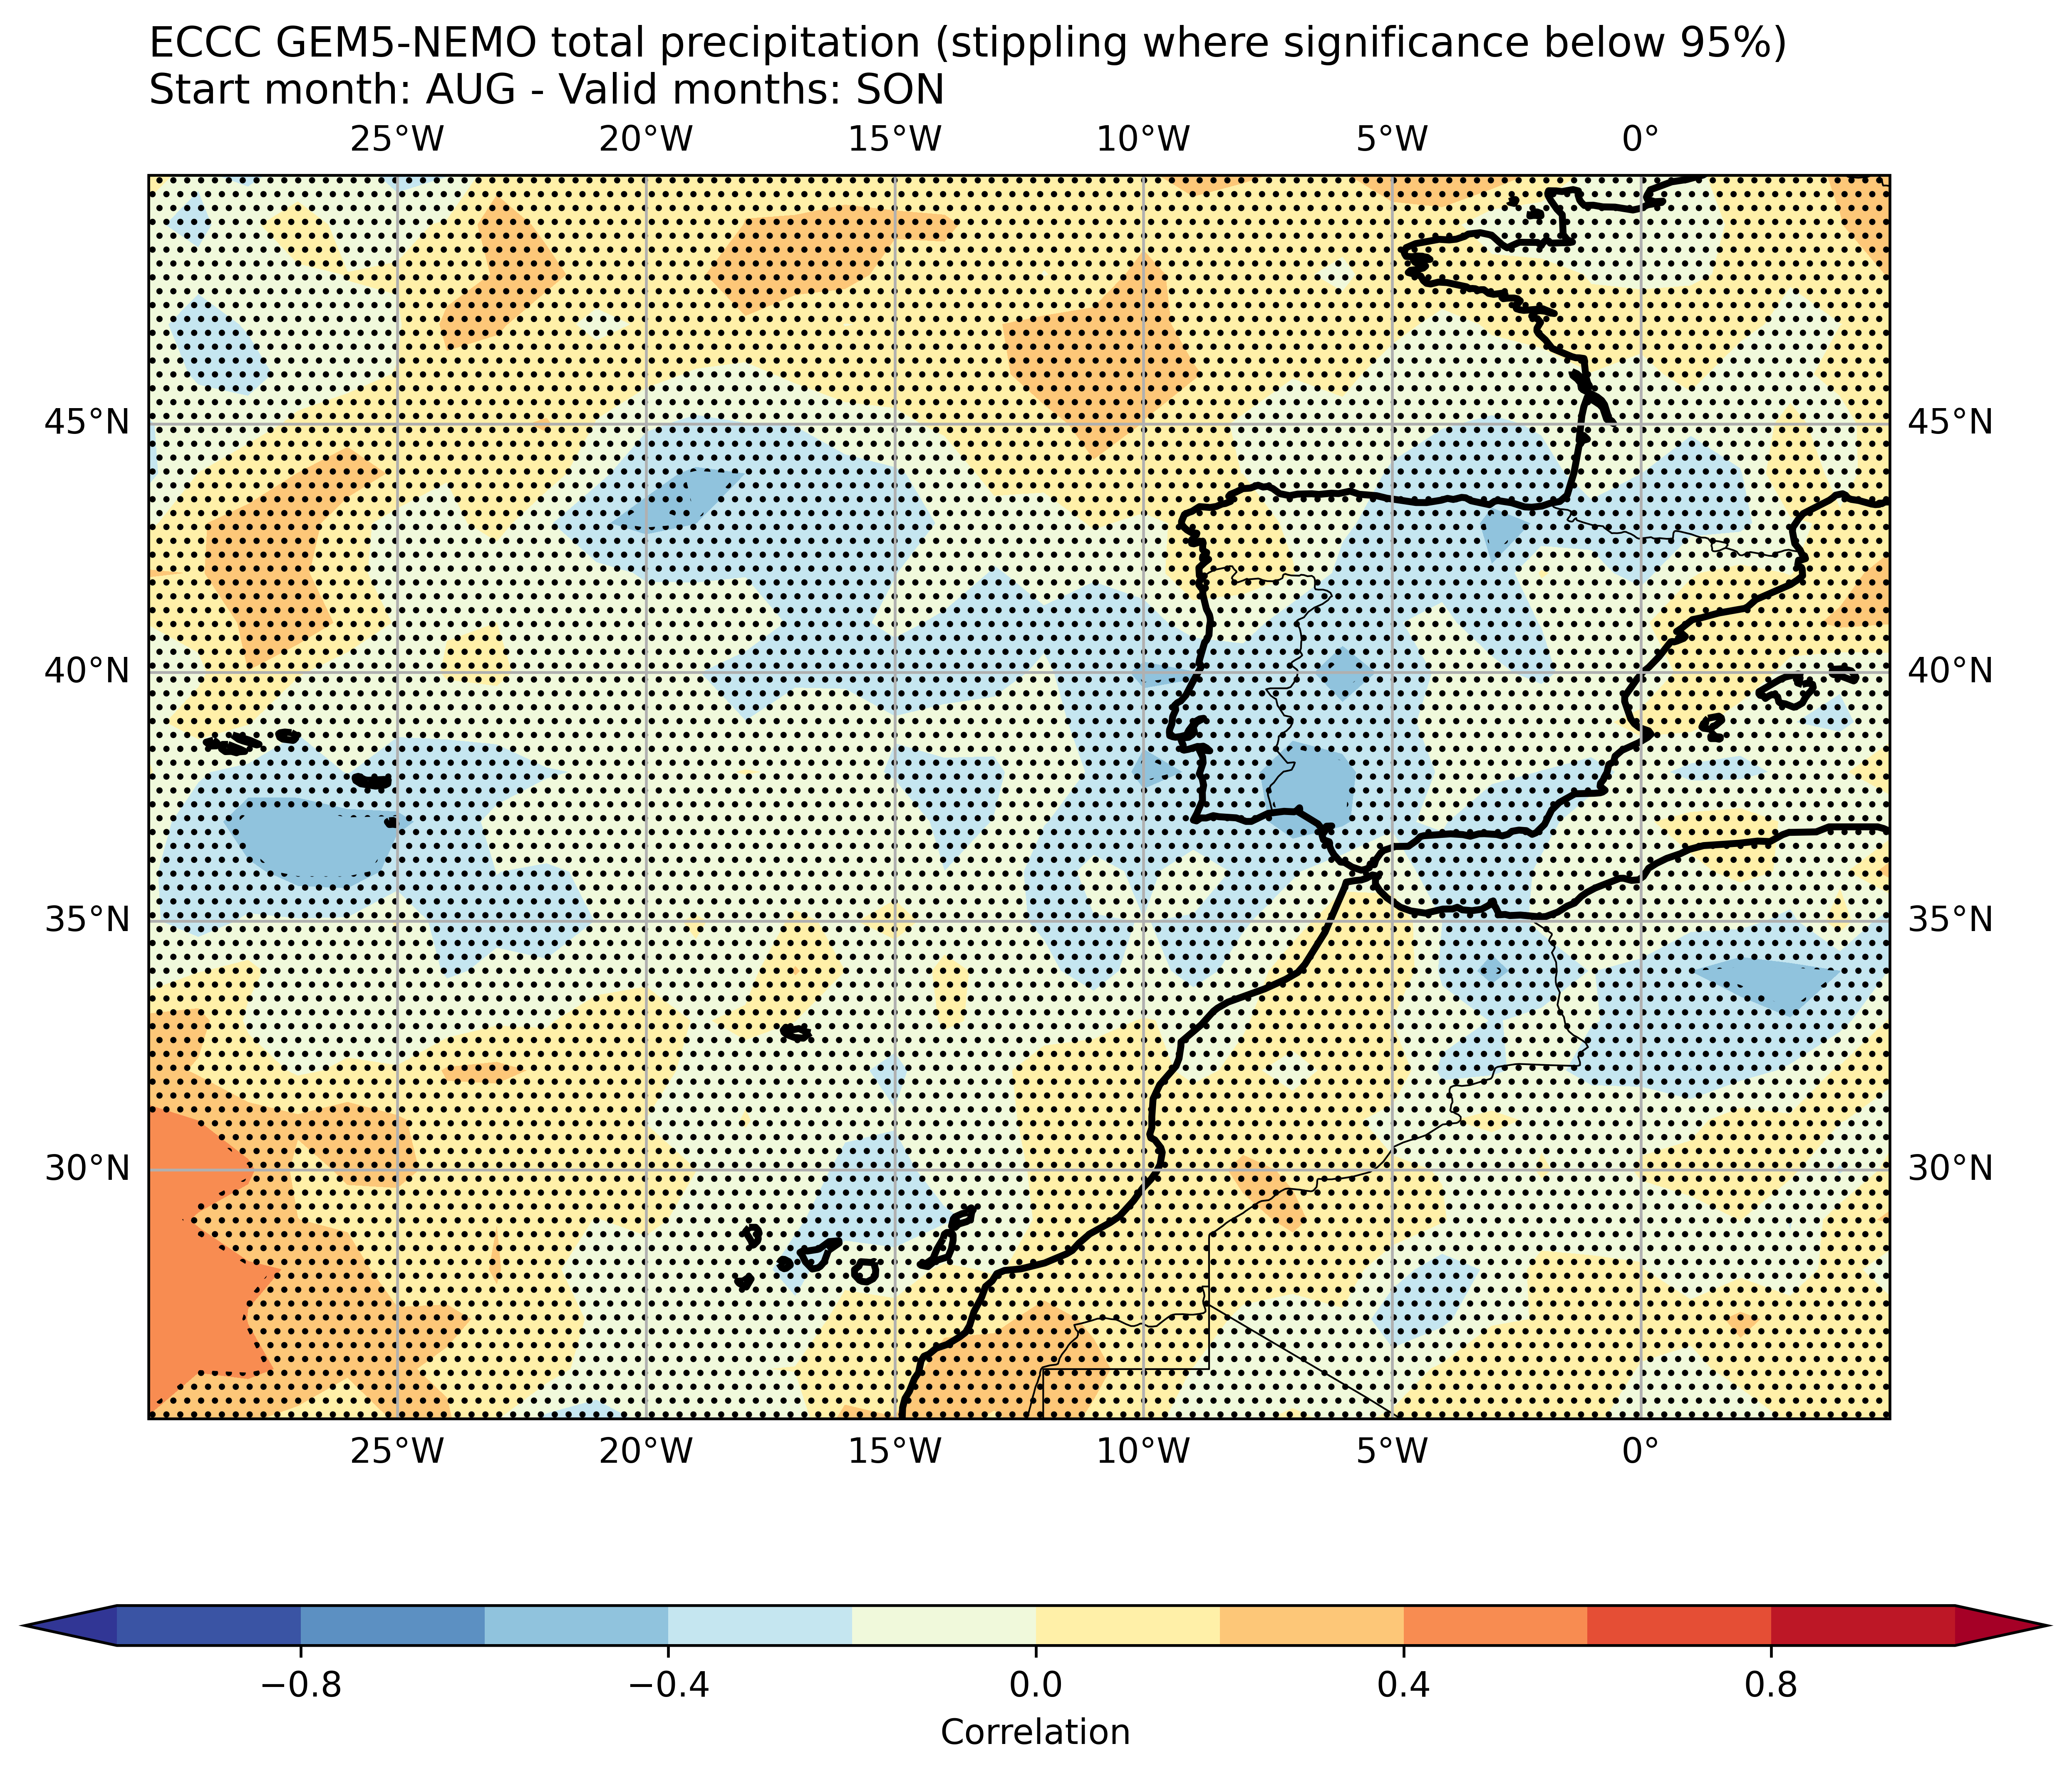 ECCC GEM5-NEMO total precipitation (stippling where significance below 95%)
Start month: AUG - Valid months: SON
25°W 20°W 15°W 10°W 5°W 0°
45°N 45°N
40°N 40°N
35°N 35°N
30°N 30°N
25°W 20°W 15°W 10°W 5°W 0°
−0.8 −0.4 0.0 0.4 0.8
Correlation